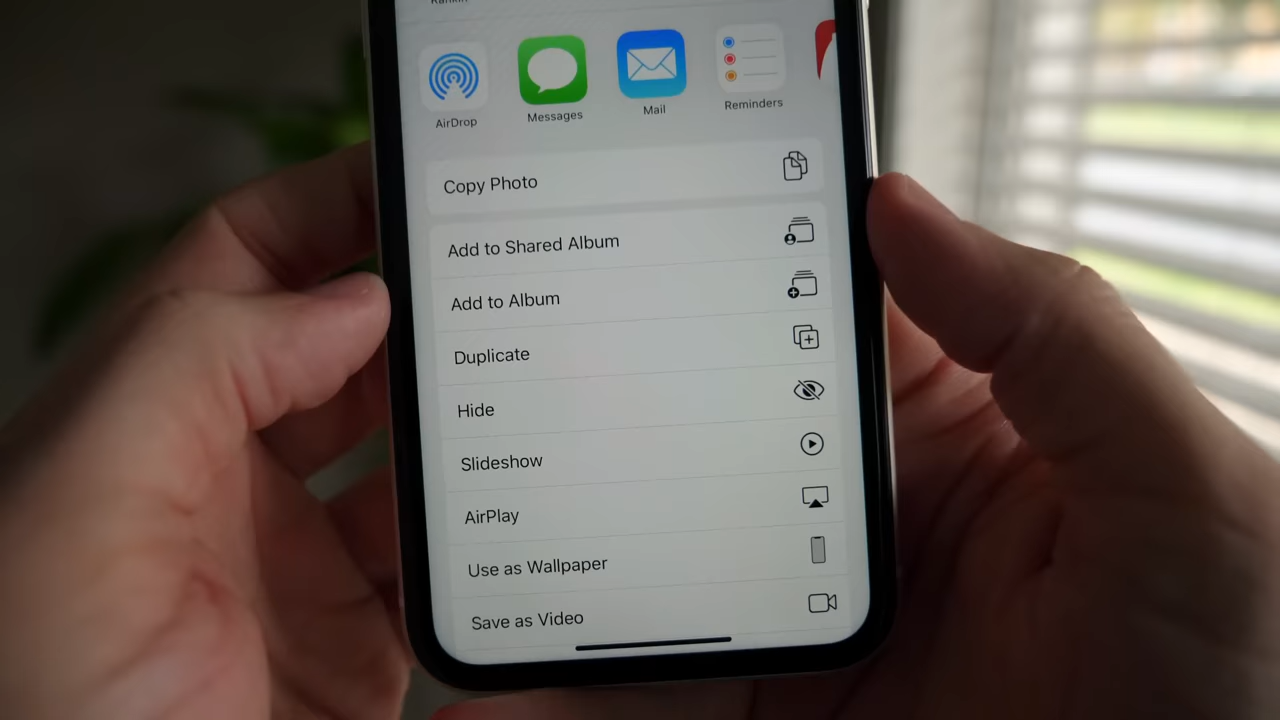 Rankin
AirDrop
Messages
Mail
Reminders
Copy Photo
Add to Shared Album
Add to Album
Duplicate
Hide
Slideshow
AirPlay
Use as Wallpaper
Save as Video